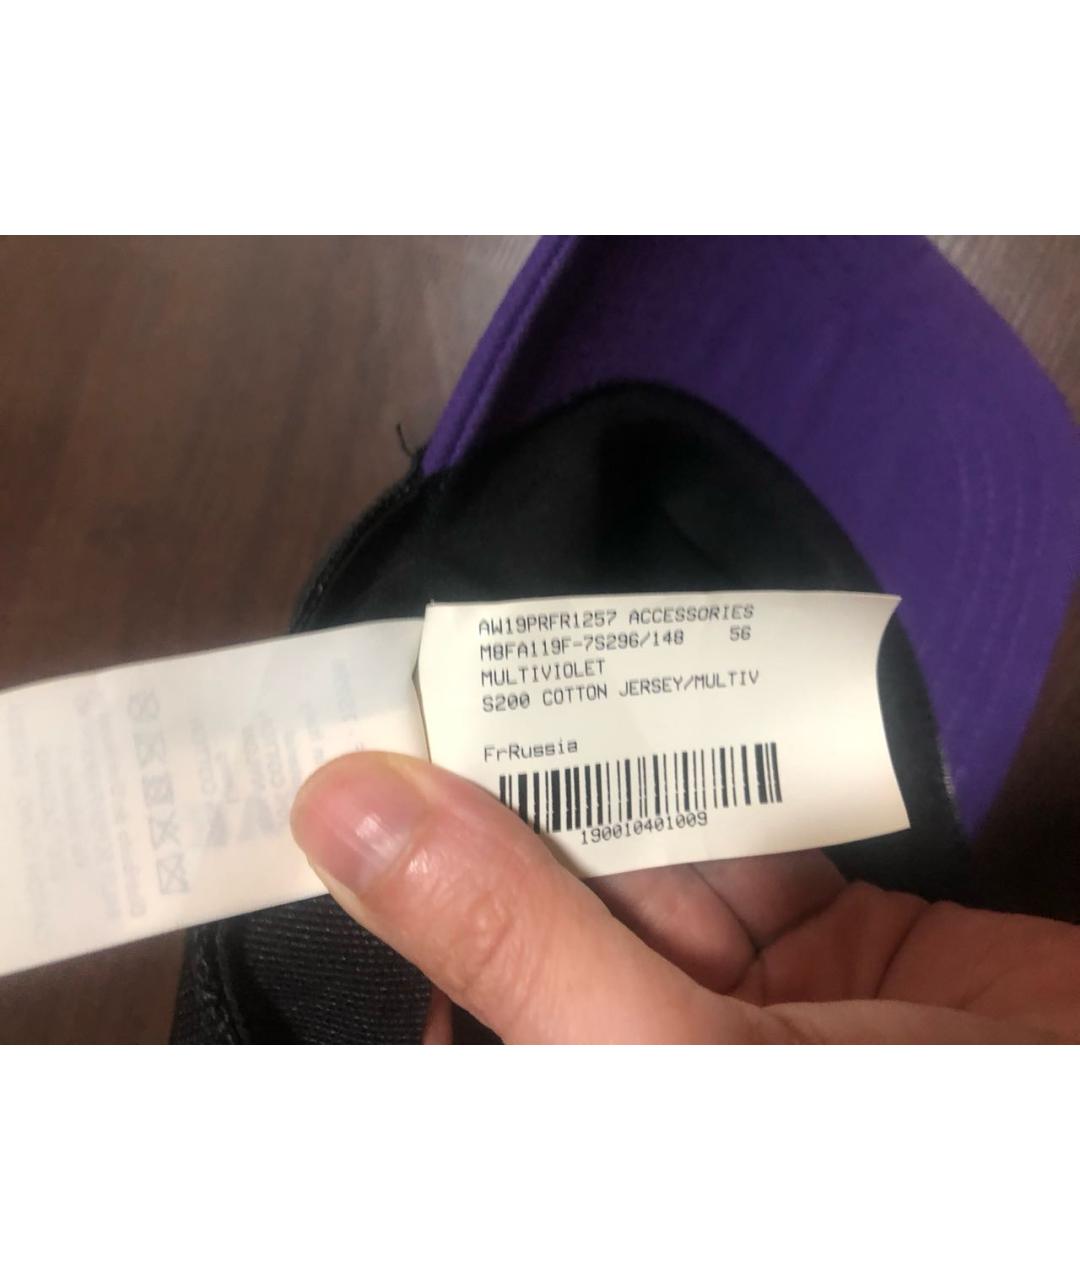 AW19PRFR1257 ACCESSORIES
M8FA119F-7S296/148 56
MULTIVIOLET
S200 COTTON JERSEY/MULTIV
FrRussia
190010401009